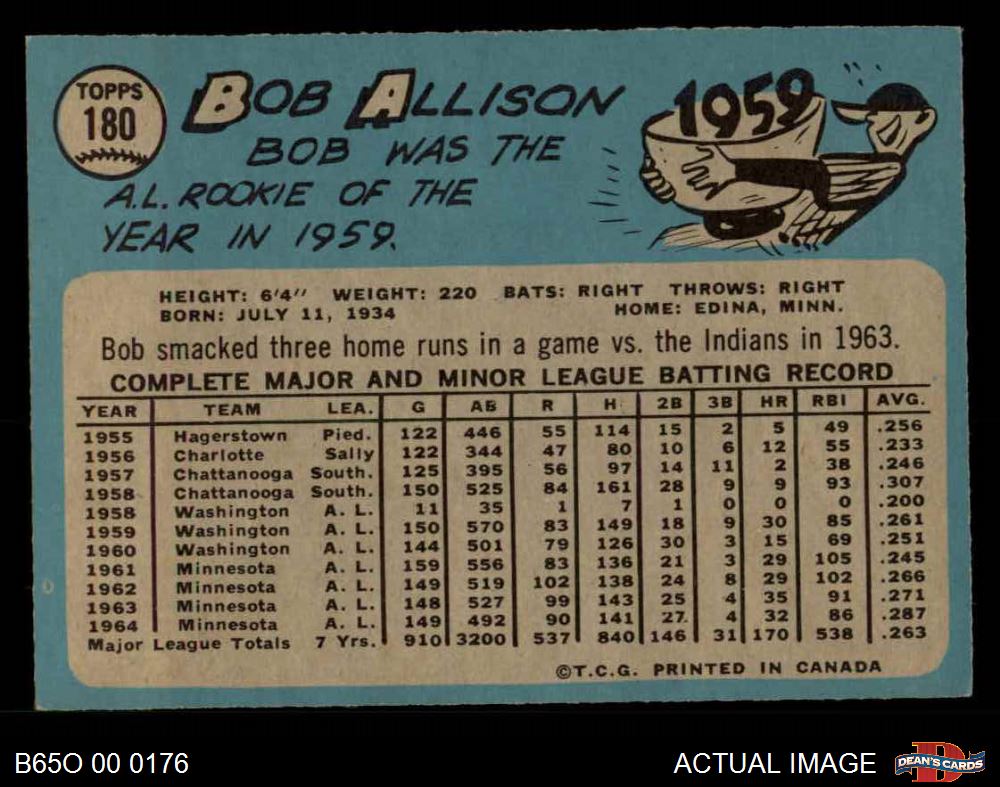 TOPPS
180
BOB ALLISON
BOB WAS THE
A.L. ROOKIE OF THE
YEAR IN 1959.
1959
HEIGHT: 6'4" WEIGHT: 220 BATS: RIGHT THROWS: RIGHT
BORN: JULY 11, 1934 HOME: EDINA, MINN.
Bob smacked three home runs in a game vs. the Indians in 1963.
COMPLETE MAJOR AND MINOR LEAGUE BATTING RECORD
YEAR TEAM LEA. G AB R H 2B 3B HR RBI AVG.
1955 Hagerstown Pied. 122 446 55 114 15 2 5 49 .256
1956 Charlotte Sally 122 344 47 80 10 6 12 55 .233
1957 Chattanooga South. 125 395 56 97 14 11 2 38 .246
1958 Chattanooga South. 150 525 84 161 28 9 9 93 .307
1958 Washington A. L. 11 35 1 7 1 0 0 0 .200
1959 Washington A. L. 150 570 83 149 18 9 30 85 .261
1960 Washington A. L. 144 501 79 126 30 3 15 69 .251
1961 Minnesota A. L. 159 556 83 136 21 3 29 105 .245
1962 Minnesota A. L. 149 519 102 138 24 8 29 102 .266
1963 Minnesota A. L. 148 527 99 143 25 4 35 91 .271
1964 Minnesota A. L. 149 492 90 141 27 4 32 86 .287
Major League Totals 7 Yrs. 910 3200 537 840 146 31 170 538 .263
©T.C.G. PRINTED IN CANADA
B65O 00 0176
ACTUAL IMAGE
DEAN'S CARDS